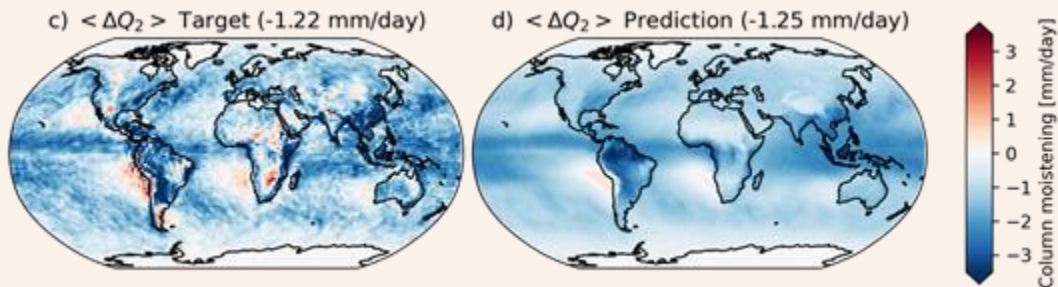 c) < ΔQ₂ > Target (-1.22 mm/day)
d) < ΔQ₂ > Prediction (-1.25 mm/day)
3
2
1
0
−1
−2
−3
Column moistening [mm/day]